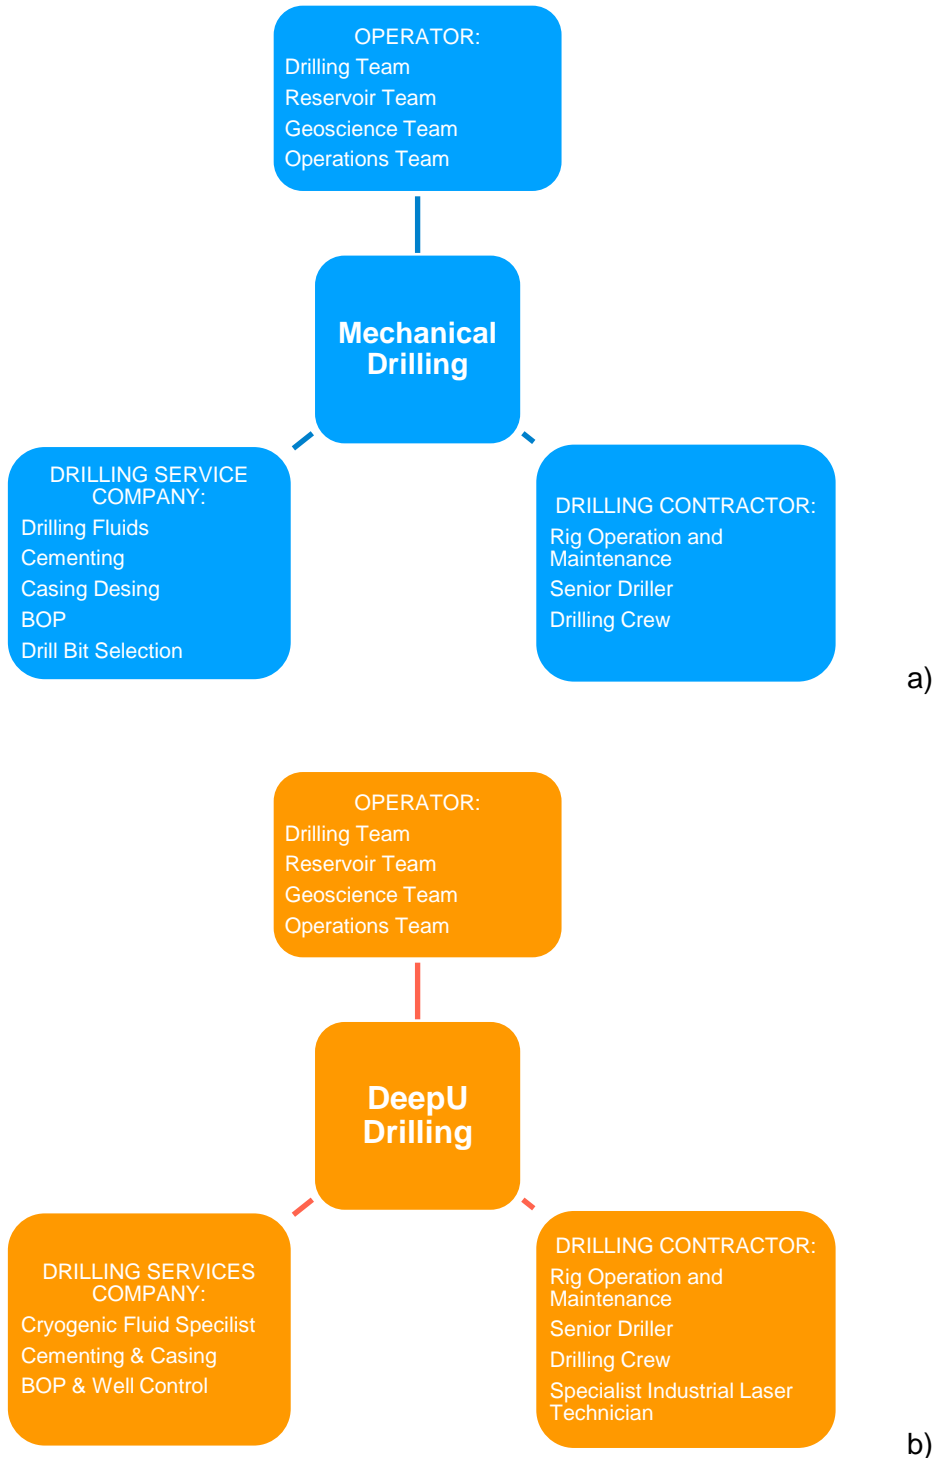 OPERATOR:
Drilling Team
Reservoir Team
Geoscience Team
Operations Team
Mechanical
Drilling
DRILLING SERVICE
COMPANY:
Drilling Fluids
Cementing
Casing Desing
BOP
Drill Bit Selection
DRILLING CONTRACTOR:
Rig Operation and
Maintenance
Senior Driller
Drilling Crew
a)
OPERATOR:
Drilling Team
Reservoir Team
Geoscience Team
Operations Team
DeepU
Drilling
DRILLING SERVICES
COMPANY:
Cryogenic Fluid Specilist
Cementing & Casing
BOP & Well Control
DRILLING CONTRACTOR:
Rig Operation and
Maintenance
Senior Driller
Drilling Crew
Specialist Industrial Laser
Technician
b)